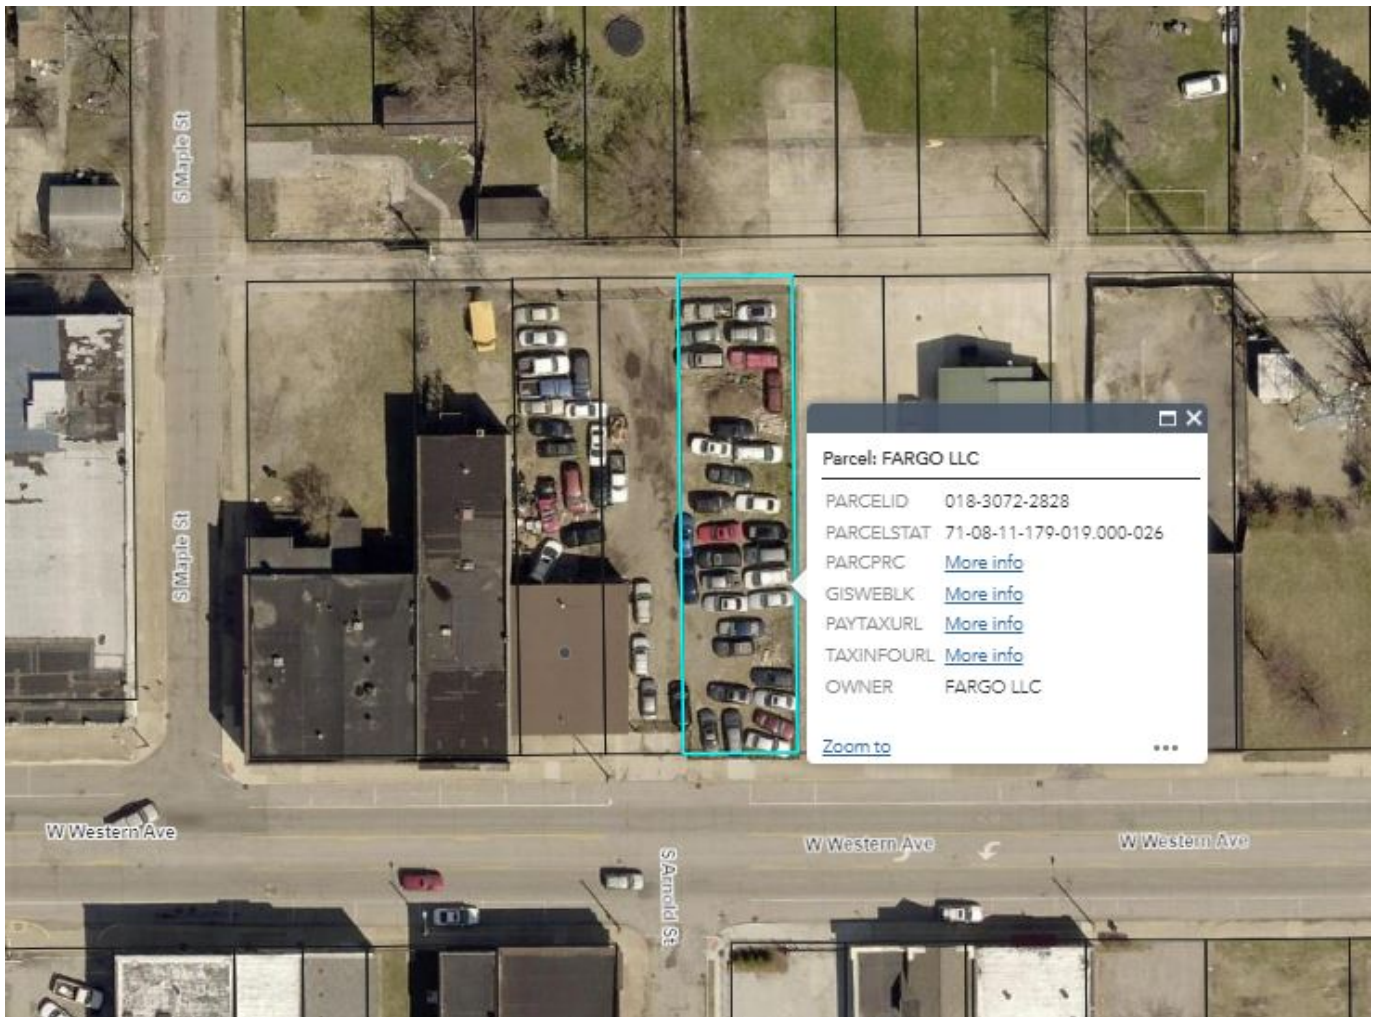 S Maple St
Parcel: FARGO LLC
PARCELID 018-3072-2828
PARCELSTAT 71-08-11-179-019.000-026
PARCPRC More info
GISWEBLK More info
PAYTAXURL More info
TAXINFOURL More info
OWNER FARGO LLC
Zoom to
S Maple St
W Western Ave
W Western Ave
W Western Ave
S Arnold St